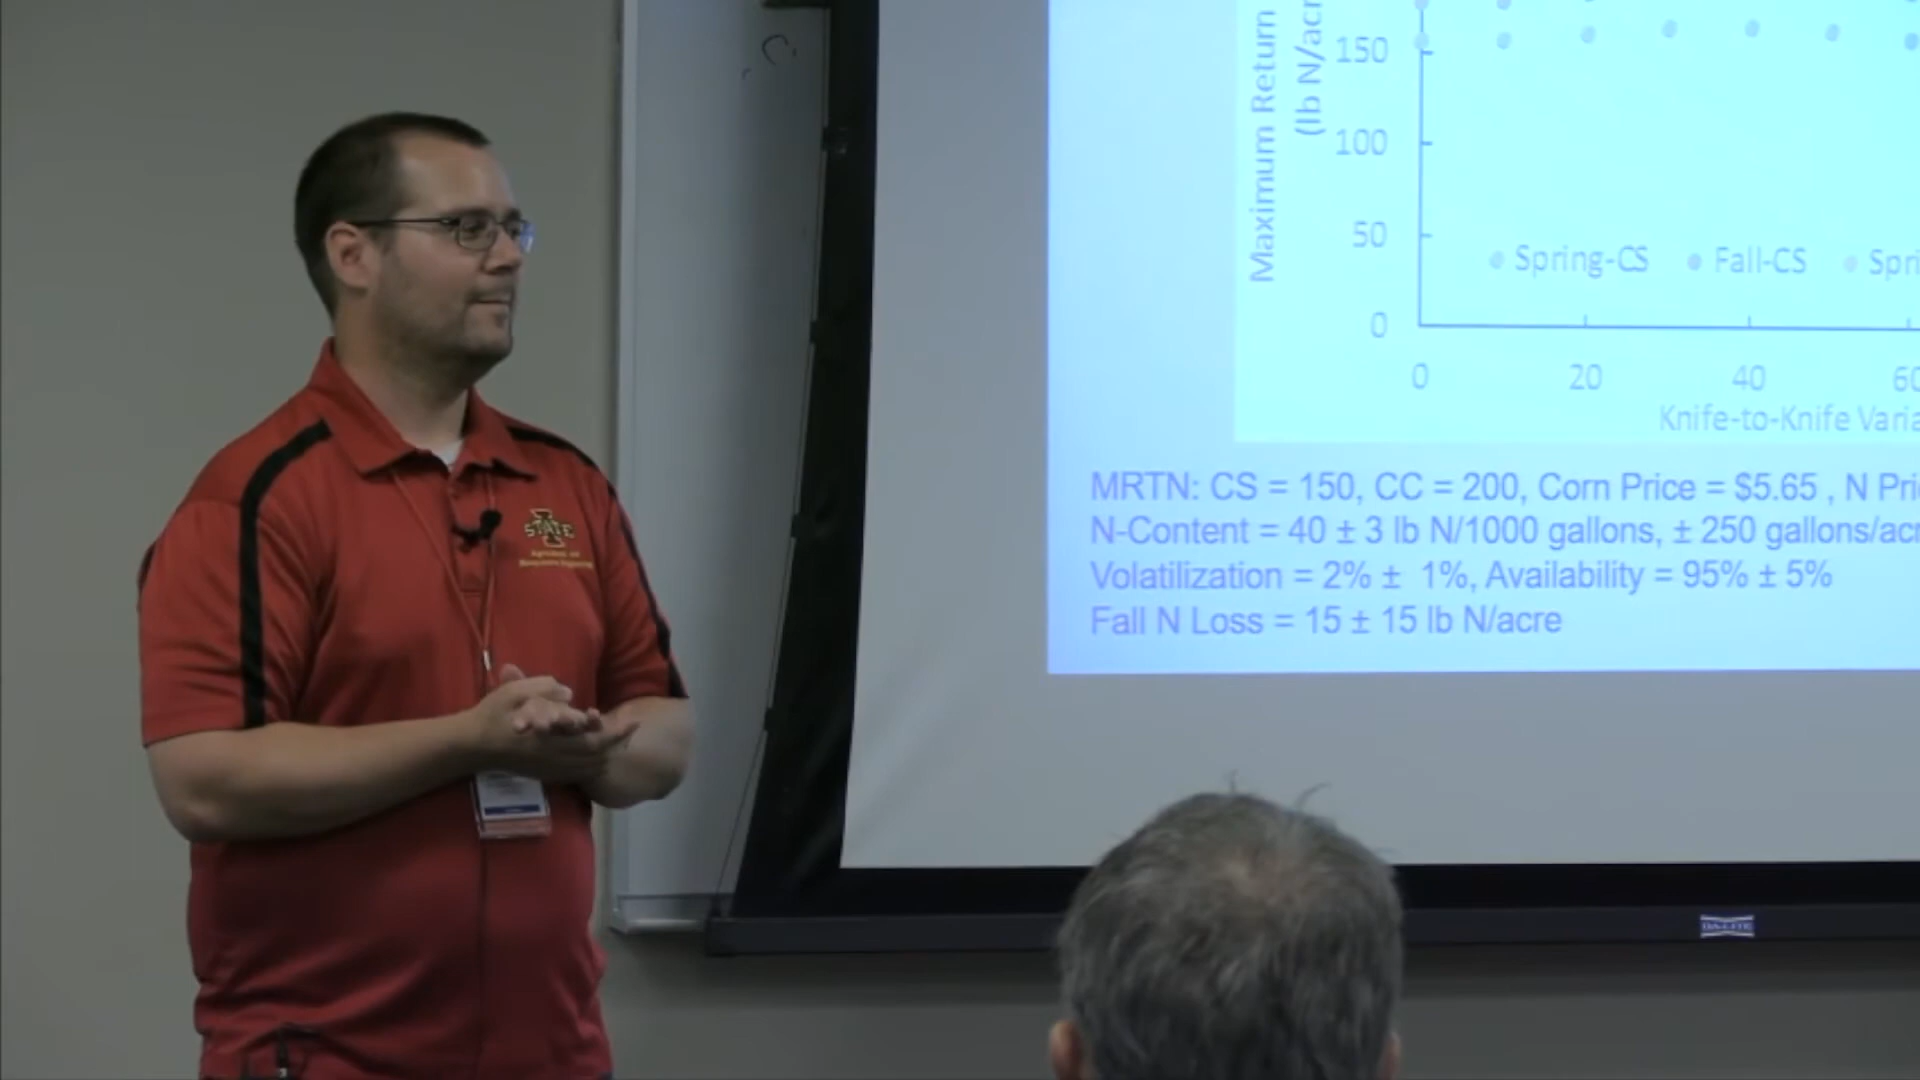 STATE
Maximum Return
(lb N/acr
150
100
50
0
Spring-CS Fall-CS Spri
0 20 40 60
Knife-to-Knife Varia
MRTN: CS = 150, CC = 200, Corn Price = $5.65 , N Pri
N-Content = 40 ± 3 lb N/1000 gallons, ± 250 gallons/acr
Volatilization = 2% ± 1%, Availability = 95% ± 5%
Fall N Loss = 15 ± 15 lb N/acre
DA-LITE